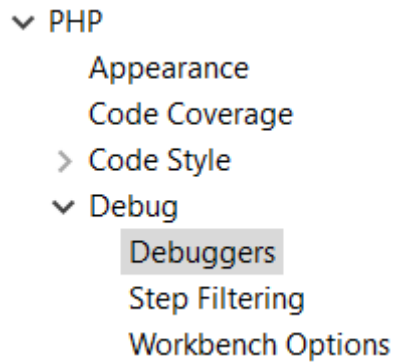 PHP
Appearance
Code Coverage
Code Style
Debug
Debuggers
Step Filtering
Workbench Options